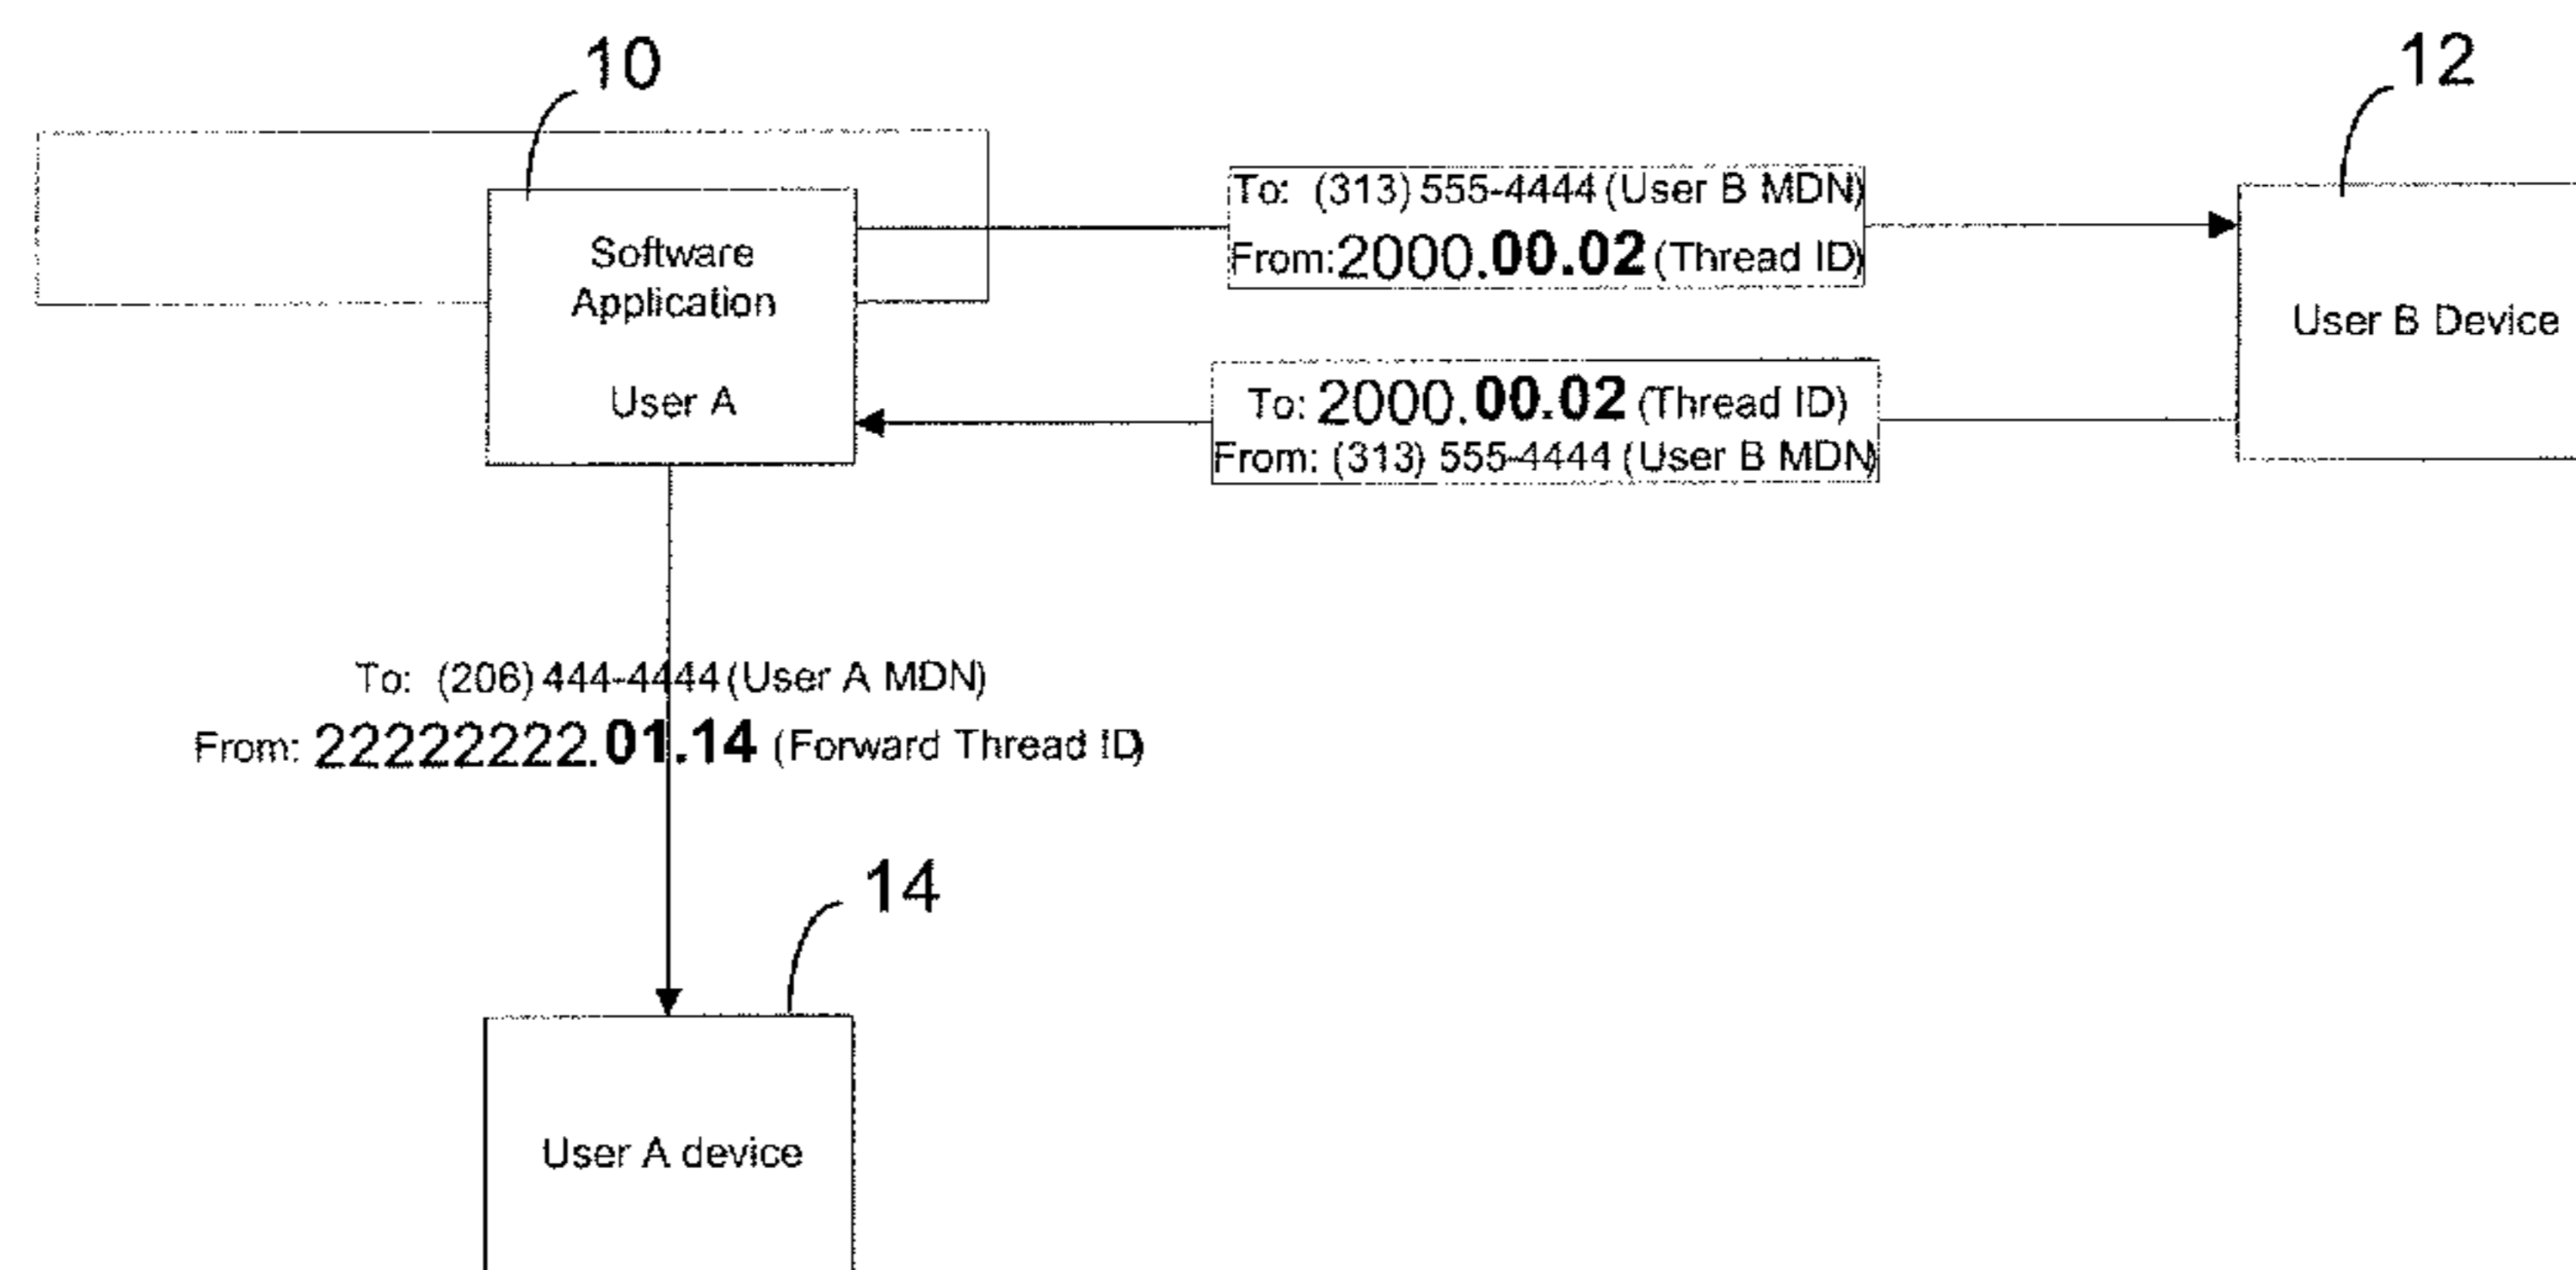 10
12
Software
Application
User A
To: (313) 555-4444 (User B MDN)
From: 2000.00.02 (Thread ID)
User B Device
To: 2000.00.02 (Thread ID)
From: (313) 555-4444 (User B MDN)
To: (206) 444-4444 (User A MDN)
From: 22222222.01.14 (Forward Thread ID)
14
User A device